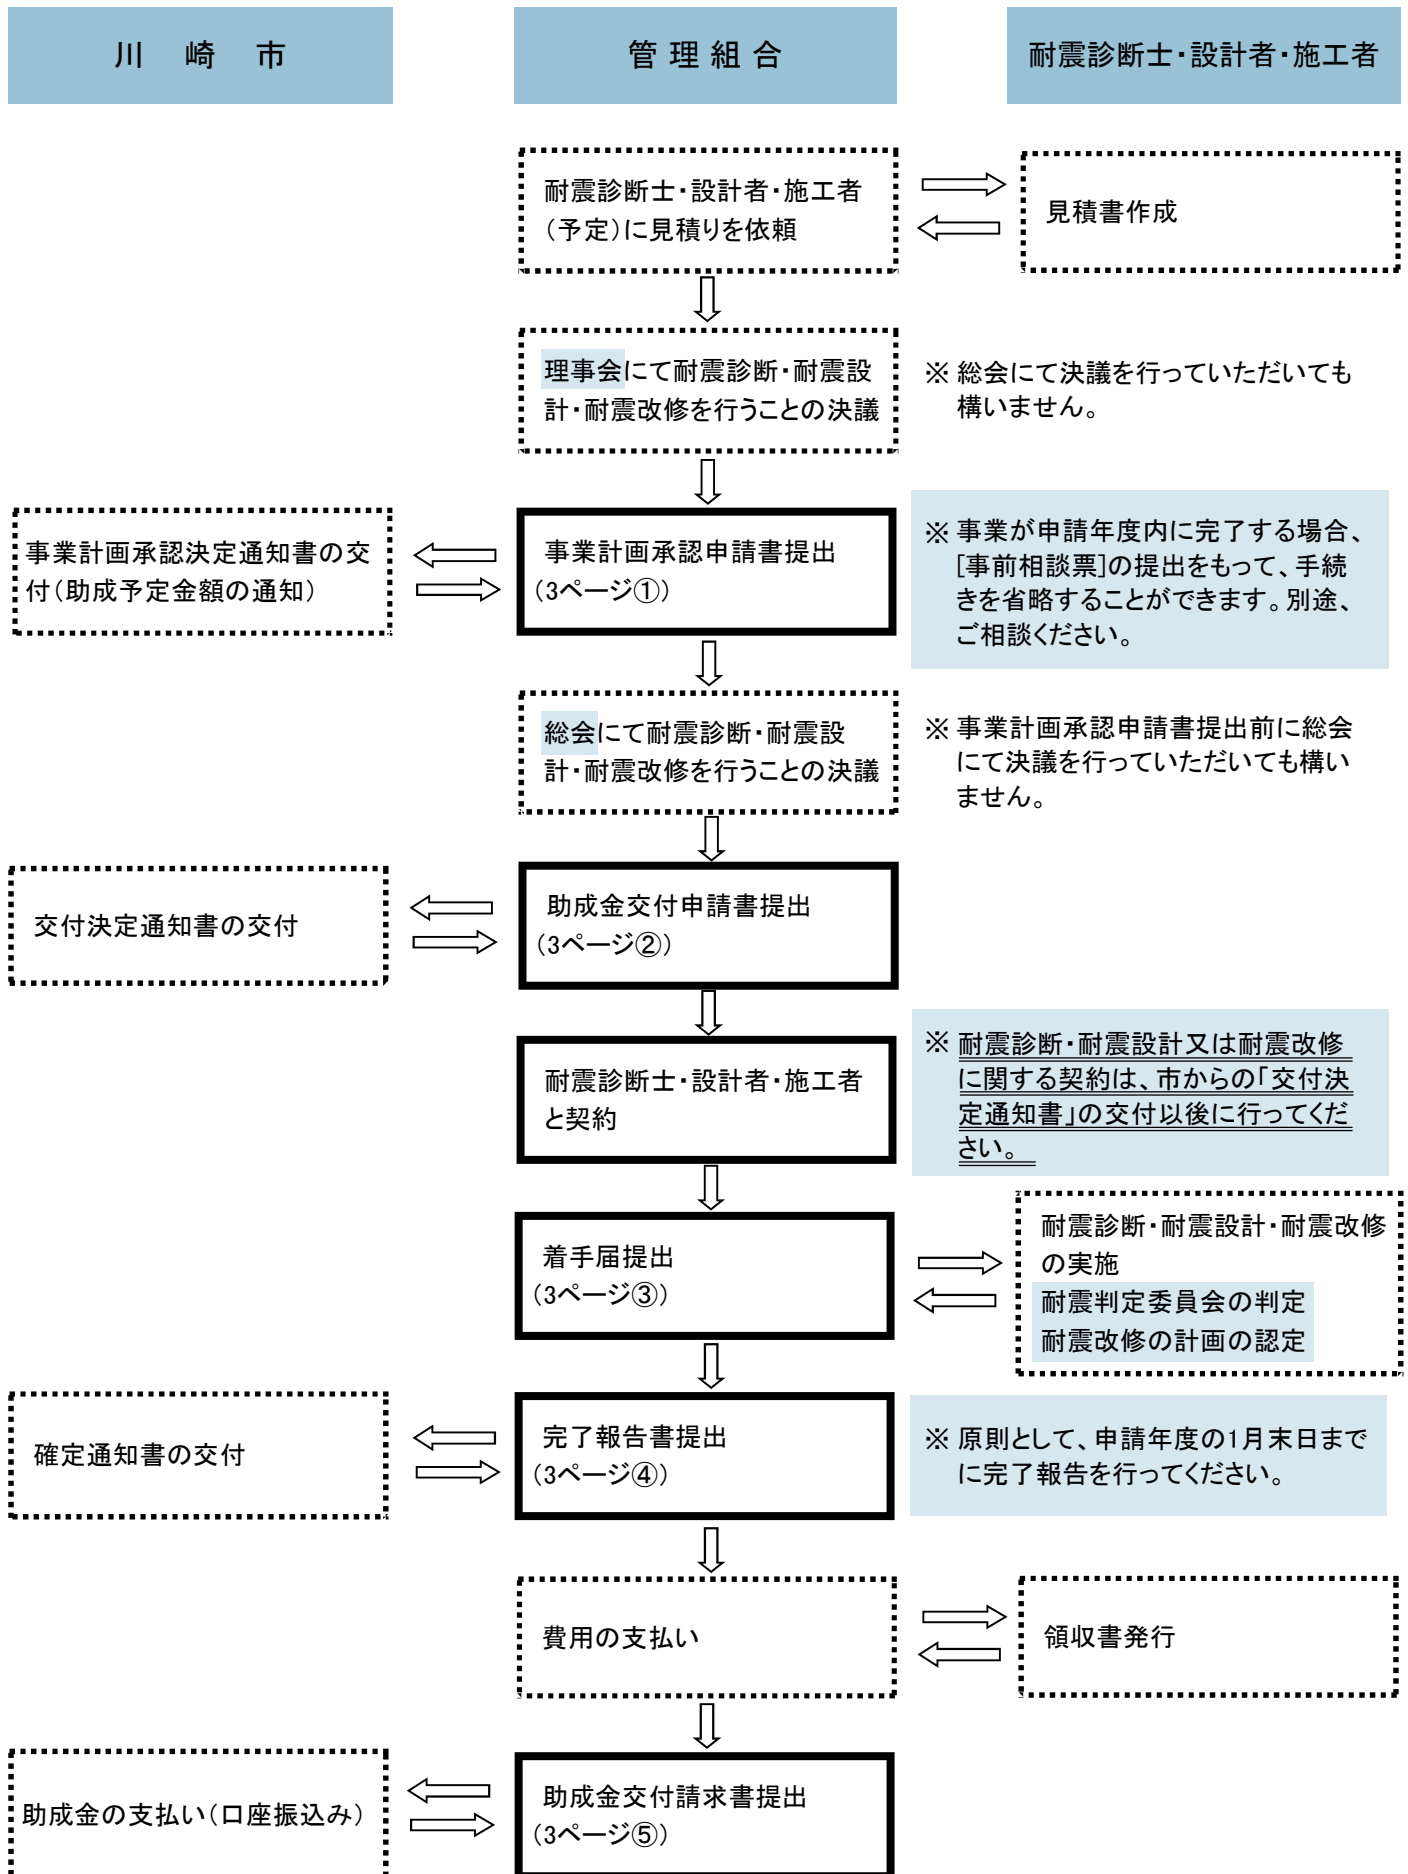 川崎市
管理組合
耐震診断士・設計者・施工者
耐震診断士・設計者・施工者
（予定）に見積りを依頼
見積書作成
理事会にて耐震診断・耐震設
計・耐震改修を行うことの決議
※ 総会にて決議を行っていただいても
構いません。
事業計画承認決定通知書の交
付（助成予定金額の通知）
事業計画承認申請書提出
（3ページ①）
※ 事業が申請年度内に完了する場合、
[事前相談票]の提出をもって、手続
きを省略することができます。別途、
ご相談ください。
総会にて耐震診断・耐震設
計・耐震改修を行うことの決議
※ 事業計画承認申請書提出前に総会
にて決議を行っていただいても構い
ません。
交付決定通知書の交付
助成金交付申請書提出
（3ページ②）
耐震診断士・設計者・施工者
と契約
※ 耐震診断・耐震設計又は耐震改修
に関する契約は、市からの「交付決
定通知書」の交付以後に行ってくだ
さい。
着手届提出
（3ページ③）
耐震診断・耐震設計・耐震改修
の実施
耐震判定委員会の判定
耐震改修の計画の認定
確定通知書の交付
完了報告書提出
（3ページ④）
※ 原則として、申請年度の1月末日まで
に完了報告を行ってください。
費用の支払い
領収書発行
助成金の支払い（口座振込み）
助成金交付請求書提出
（3ページ⑤）